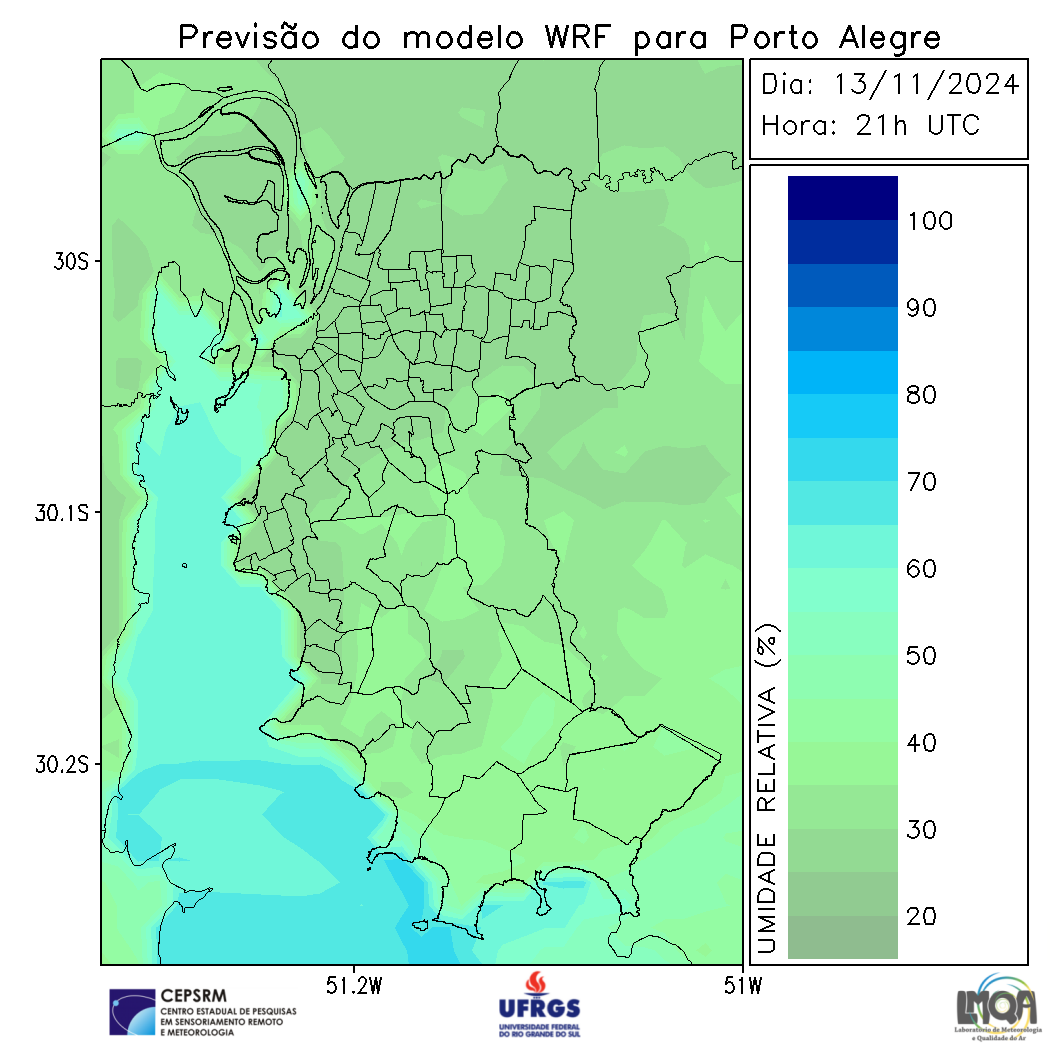 Previsão do modelo WRF para Porto Alegre
Dia: 13/11/2024
Hora: 21h UTC
30S
30.1S
30.2S
51.2W
51W
UMIDADE RELATIVA (%)
100
90
80
70
60
50
40
30
20
CEPSRM
CENTRO ESTADUAL DE PESQUISAS
EM SENSORIAMENTO REMOTO
E METEOROLOGIA
UFRGS
UNIVERSIDADE FEDERAL
DO RIO GRANDE DO SUL
LMQA
Laboratório de Meteorologia
e Qualidade do Ar